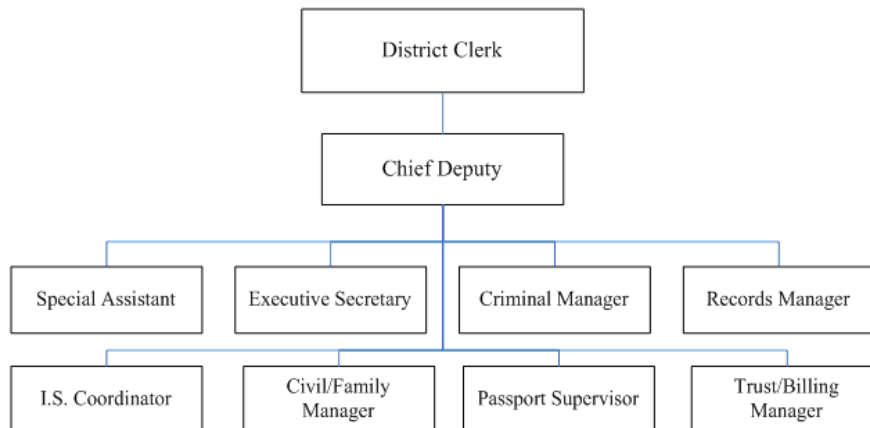 District Clerk
Chief Deputy
Special Assistant
Executive Secretary
Criminal Manager
Records Manager
I.S. Coordinator
Civil/Family
Manager
Passport Supervisor
Trust/Billing
Manager